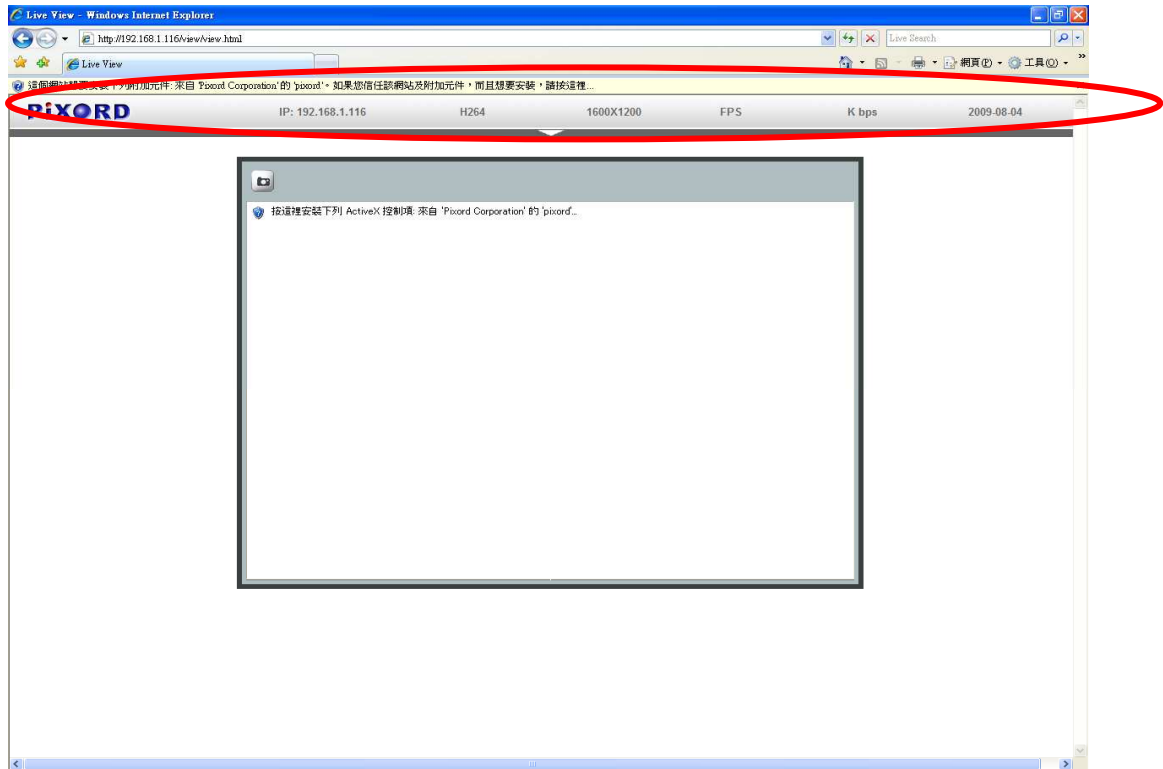 Live View - Windows Internet Explorer
http://192.168.1.116/view/view.html
Live Search
Live View
網頁(P)
工具(O)
這個網站想要安裝下列附加元件: 來自 'Pixord Corporation' 的 'pixord'。如果您信任該網站及附加元件，而且想要安裝，請按這裡...
PiXORD IP: 192.168.1.116 H264 1600X1200 FPS K bps 2009-08-04
按這裡安裝下列 ActiveX 控制項: 來自 'Pixord Corporation' 的 'pixord'...